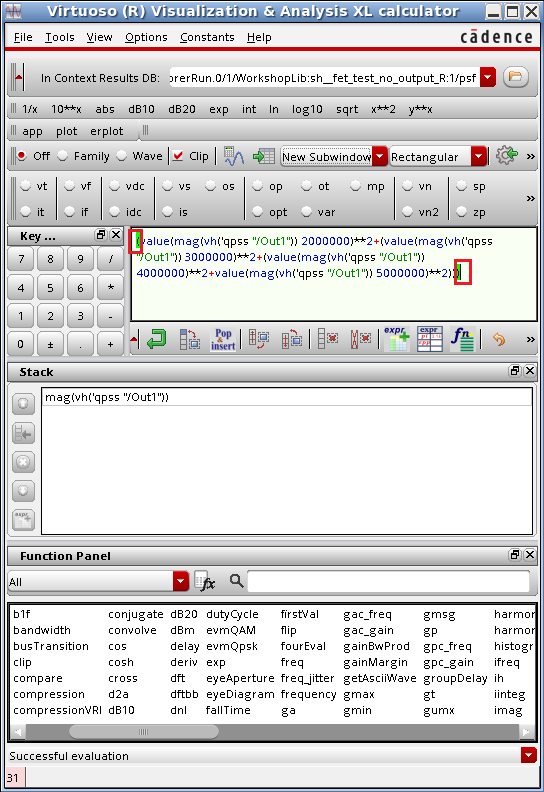 Virtuoso (R) Visualization & Analysis XL calculator
File Tools View Options Constants Help cādence
In Context Results DB: orerRun.0/1/WorkshopLib:sh__fet_test_no_output_R:1/psf
1/x 10**x abs dB10 dB20 exp int ln log10 sqrt x**2 y**x
app plot erplot
Off Family Wave Clip New Subwindow Rectangular »
vt vf vdc vs os op ot mp vn sp
it if idc is opt var vn2 zp »
Key ...
7 8 9 /
4 5 6 *
1 2 3 -
0 ± . +
(value(mag(vh('qpss "/Out1")) 2000000)**2+(value(mag(vh('qpss
"/Out1")) 3000000)**2+(value(mag(vh('qpss "/Out1"))
4000000)**2+value(mag(vh('qpss "/Out1")) 5000000)**2)))
Pop & insert expr expr fn »
Stack
mag(vh('qpss "/Out1"))
expr
Function Panel
All fx
b1f conjugate dB20 dutyCycle firstVal gac_freq gmsg harmor
bandwidth convolve dBm evmQAM flip gac_gain gp harmor
busTransition cos delay evmQpsk fourEval gainBwProd gpc_freq histogr
clip cosh deriv exp freq gainMargin gpc_gain ifreq
compare cross dft eyeAperture freq_jitter getAsciiWave groupDelay ih
compression d2a dftbb eyeDiagram frequency gmax gt iinteg
compressionVRI dB10 dnl fallTime ga gmin gumx imag
Successful evaluation
31